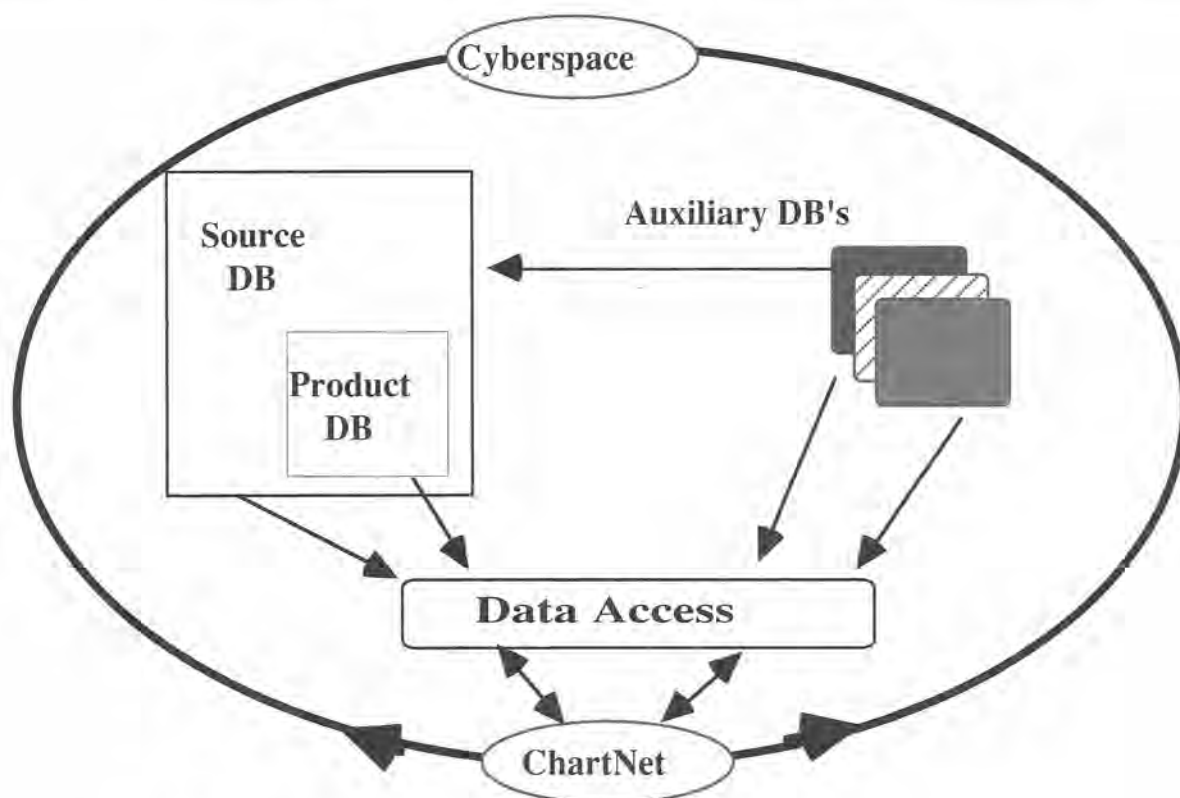 Cyberspace
Source
DB
Auxiliary DB's
Product
DB
Data Access
ChartNet